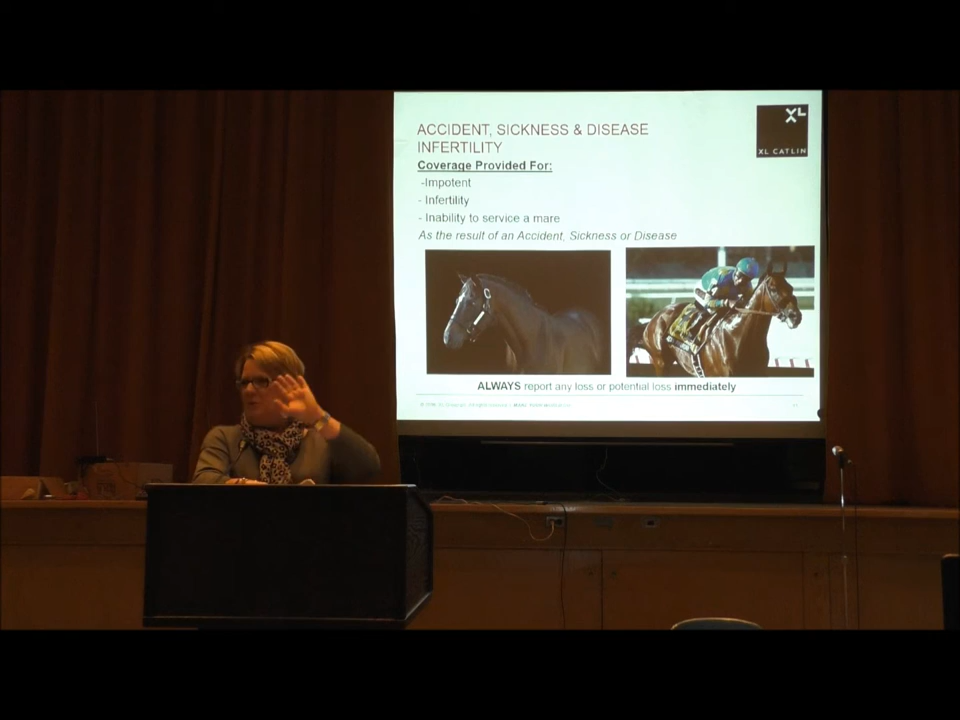 ACCIDENT, SICKNESS & DISEASE
INFERTILITY
XL
XL CATLIN
Coverage Provided For:
-Impotent
- Infertility
- Inability to service a mare
As the result of an Accident, Sickness or Disease
ALWAYS report any loss or potential loss immediately